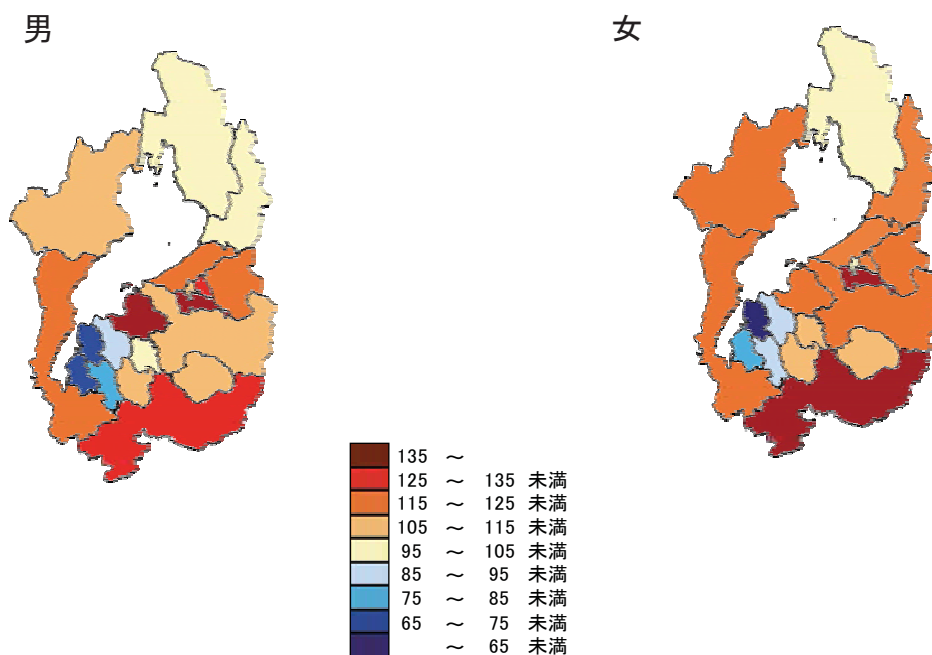 男
女
135 ～
125 ～ 135 未満
115 ～ 125 未満
105 ～ 115 未満
95 ～ 105 未満
85 ～ 95 未満
75 ～ 85 未満
65 ～ 75 未満
～ 65 未満